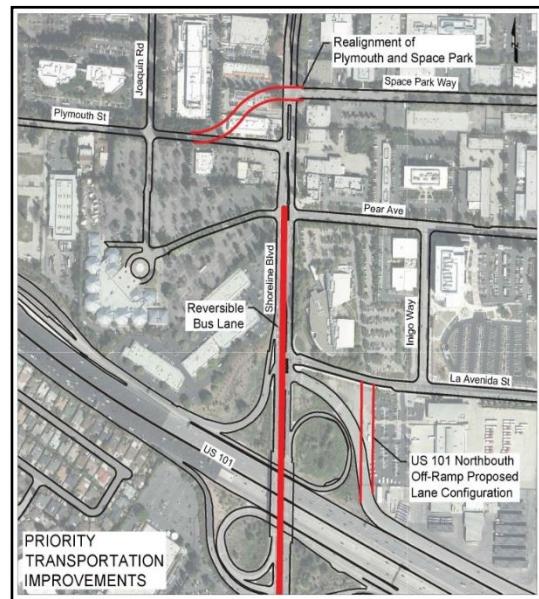 Realignment of
Plymouth and Space Park
Joaquin Rd
Space Park Way
Plymouth St
Pear Ave
Shoreline Blvd
Reversible
Bus Lane
Inigo Way
La Avenida St
US 101
US 101 Northbouth
Off-Ramp Proposed
Lane Configuration
PRIORITY
TRANSPORTATION
IMPROVEMENTS